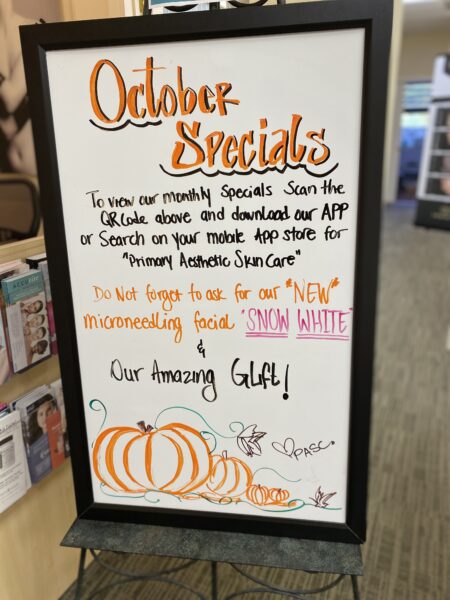 October
Specials
To view our monthly Specials Scan the
QR Code above and download our APP
or Search on your mobile App store for
"Primary Aesthetic Skin Care"
Do Not forget to ask for our *NEW*
microneedling facial "SNOW WHITE"
&
Our Amazing GLift!
PASC.